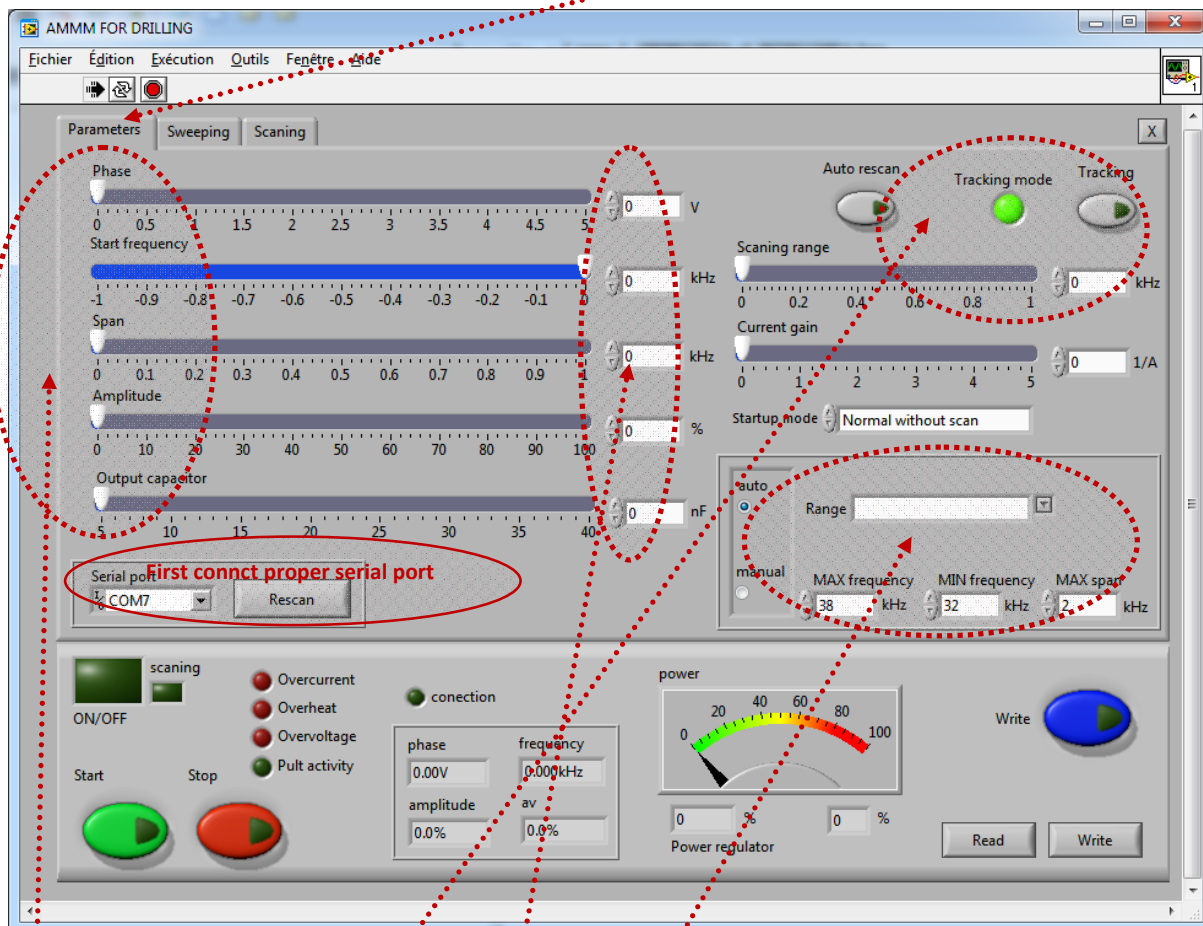 AMMM FOR DRILLING
Fichier Édition Exécution Outils Fenêtre Aide
1
Parameters Sweeping Scaning X
Phase
0 0.5 1 1.5 2 2.5 3 3.5 4 4.5 5
0 V
Start frequency
-1 -0.9 -0.8 -0.7 -0.6 -0.5 -0.4 -0.3 -0.2 -0.1 0
0 kHz
Span
0 0.1 0.2 0.3 0.4 0.5 0.6 0.7 0.8 0.9 1
0 kHz
Amplitude
0 10 20 30 40 50 60 70 80 90 100
0 %
Output capacitor
5 10 15 20 25 30 35 40
0 nF
Auto rescan Tracking mode Tracking
Scaning range
0 0.2 0.4 0.6 0.8 1
0 kHz
Current gain
0 1 2 3 4 5
0 1/A
Startup mode Normal without scan
auto
Range
manual
MAX frequency MIN frequency MAX span
38 kHz 32 kHz 2 kHz
First connct proper serial port
Serial port
COM7 Rescan
scaning
ON/OFF
Overcurrent
Overheat
Overvoltage
Pult activity
Start Stop
conection
phase frequency
0.00V 0.000kHz
amplitude av
0.0% 0.0%
power
0 20 40 60 80 100
0 % 0 %
Power regulator
Write
Read Write